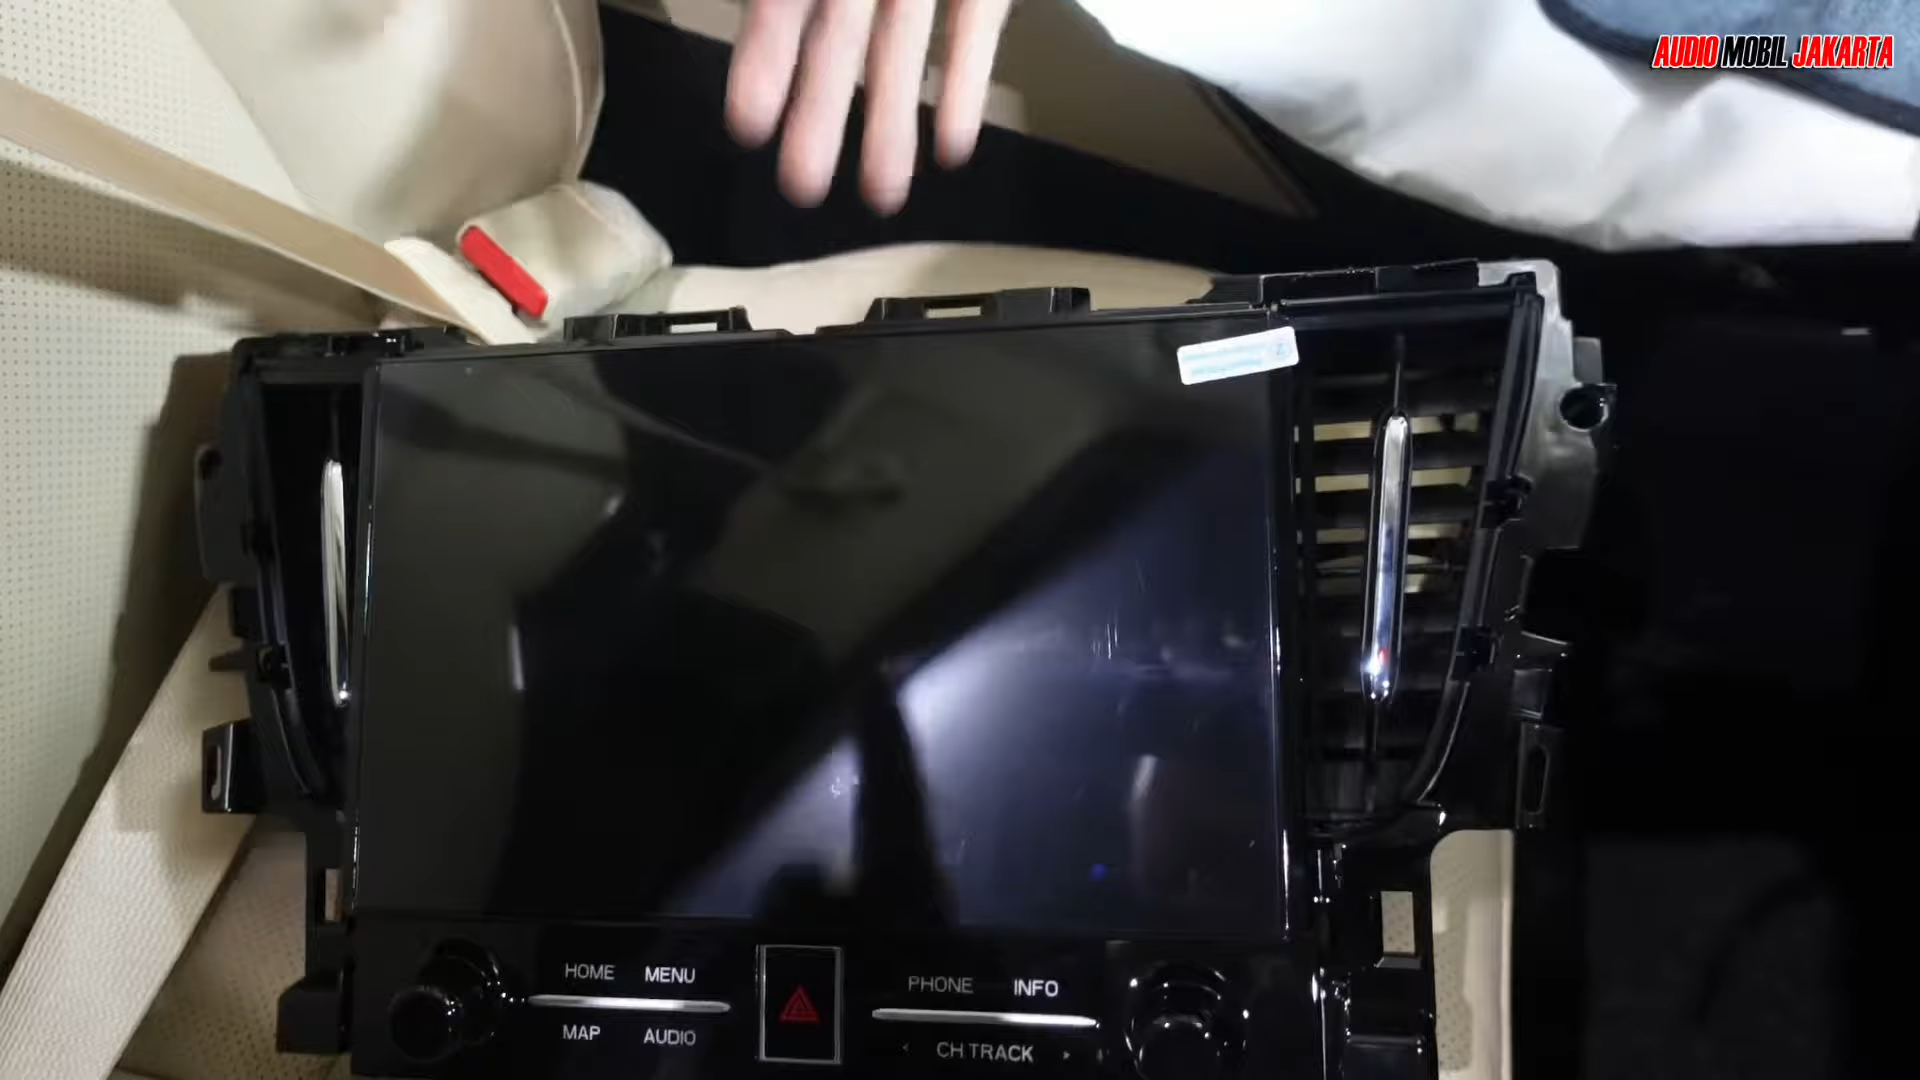 AUDIO MOBIL JAKARTA
HOME MENU
PHONE INFO
MAP AUDIO
< CH TRACK >